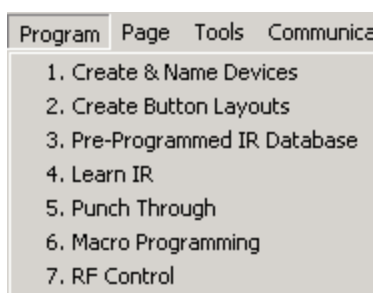 Program Page Tools Communica
1. Create & Name Devices
2. Create Button Layouts
3. Pre-Programmed IR Database
4. Learn IR
5. Punch Through
6. Macro Programming
7. RF Control